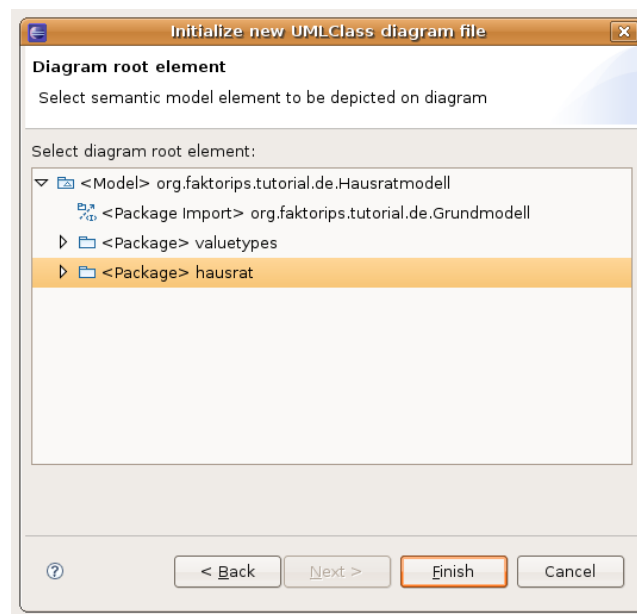 Initialize new UMLClass diagram file
Diagram root element
Select semantic model element to be depicted on diagram
Select diagram root element:
<Model> org.faktorips.tutorial.de.Hausratmodell
<Package Import> org.faktorips.tutorial.de.Grundmodell
<Package> valuetypes
<Package> hausrat
? < Back Next > Finish Cancel